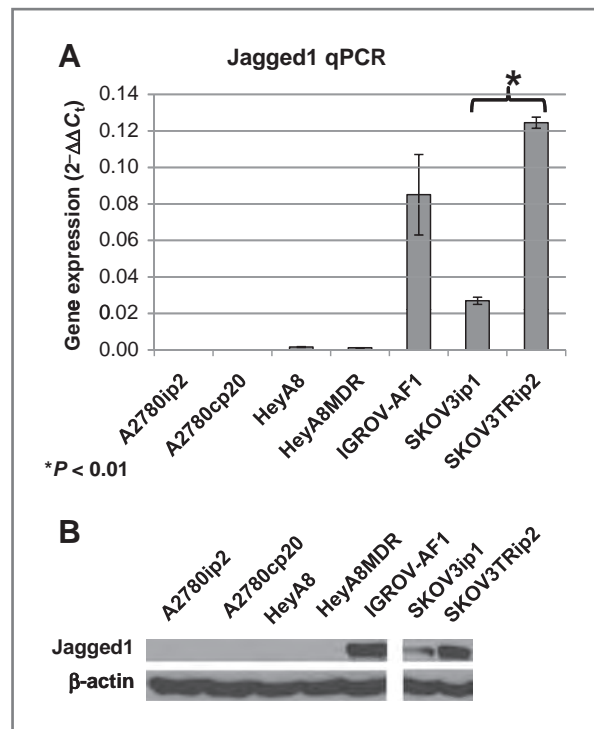 A
Jagged1 qPCR
Gene expression (2⁻ΔΔCt)
0.14
0.12
0.10
0.08
0.06
0.04
0.02
0.00
*
A2780ip2
A2780cp20
HeyA8
HeyA8MDR
IGROV-AF1
SKOV3ip1
SKOV3TRip2
*P < 0.01
B
A2780ip2
A2780cp20
HeyA8
HeyA8MDR
IGROV-AF1
SKOV3ip1
SKOV3TRip2
Jagged1
β-actin